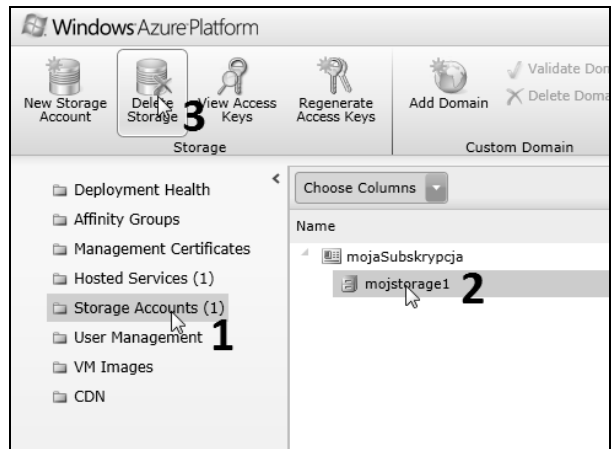 Windows Azure Platform
New Storage Account
Delete Storage
3
View Access Keys
Regenerate Access Keys
Add Domain
Validate Dom
Delete Doma
Storage
Custom Domain
Deployment Health
Affinity Groups
Management Certificates
Hosted Services (1)
Storage Accounts (1)
1
User Management
VM Images
CDN
Choose Columns
Name
mojaSubskrypcja
mojstorage1
2